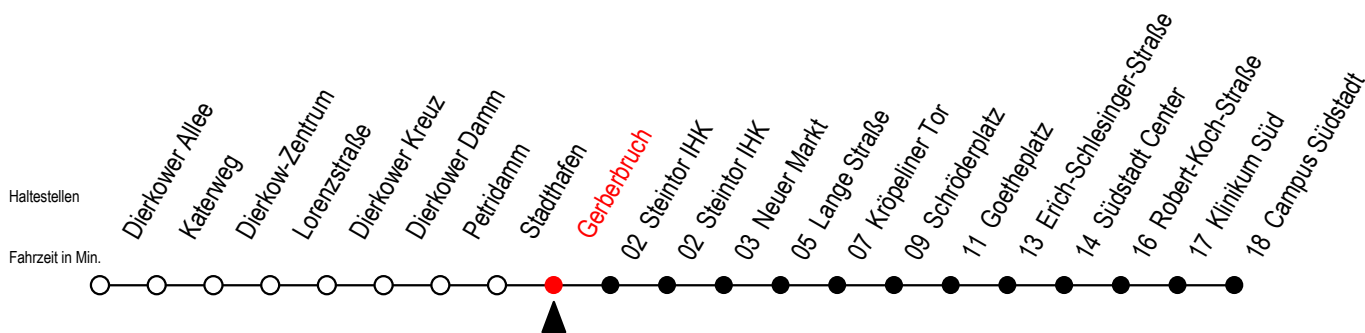 Haltestellen
Fahrzeit in Min.
Dierkower Allee
Katerweg
Dierkow-Zentrum
Lorenzstraße
Dierkower Kreuz
Dierkower Damm
Petridamm
Stadthafen
Gerberbruch
02 Steintor IHK
02 Steintor IHK
03 Neuer Markt
05 Lange Straße
07 Kröpeliner Tor
09 Schröderplatz
11 Goetheplatz
13 Erich-Schlesinger-Straße
14 Südstadt Center
16 Robert-Koch-Straße
17 Klinikum Süd
18 Campus Südstadt